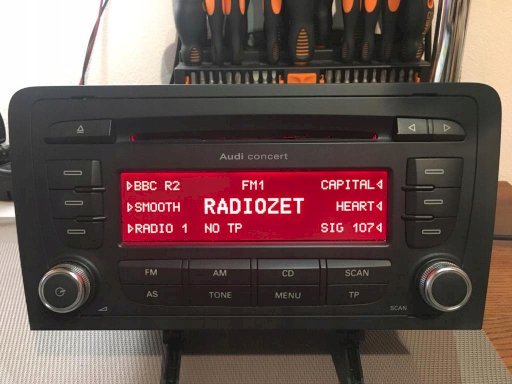 Audi concert
BBC R2 FM1 CAPITAL
SMOOTH RADIOZET HEART
RADIO 1 NO TP SIG 107
FM AM CD SCAN
AS TONE MENU TP
SCAN